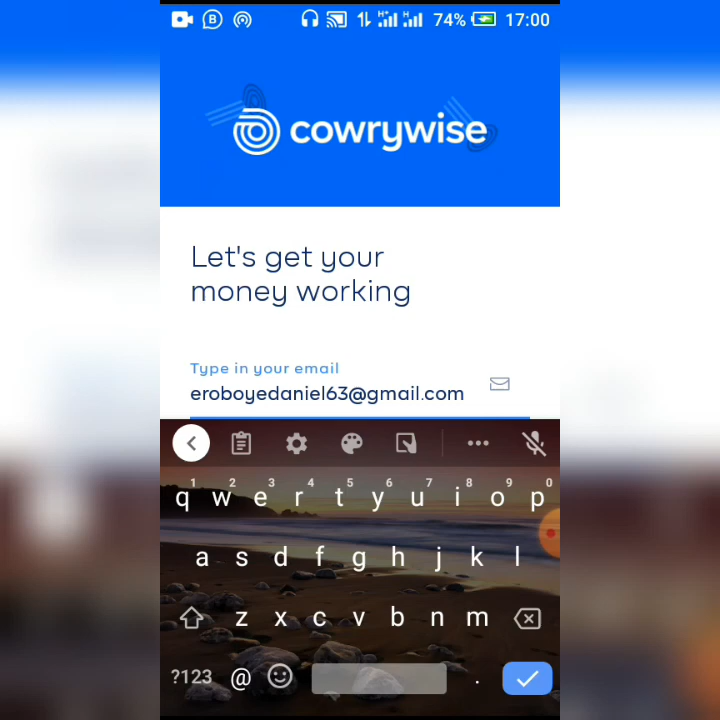 B H+ H 74% 17:00
cowrywise
Let's get your
money working
Type in your email
eroboyedaniel63@gmail.com
1 2 3 4 5 6 7 8 9 0
q w e r t y u i o p
a s d f g h j k l
z x c v b n m
?123 @ .